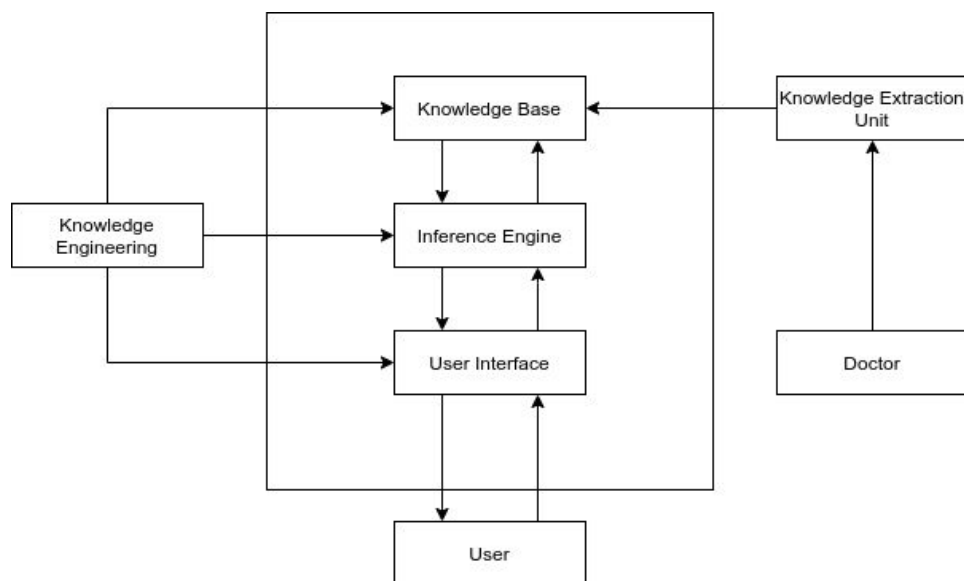 Knowledge Base
Knowledge Extraction
Unit
Knowledge
Engineering
Inference Engine
User Interface
Doctor
User